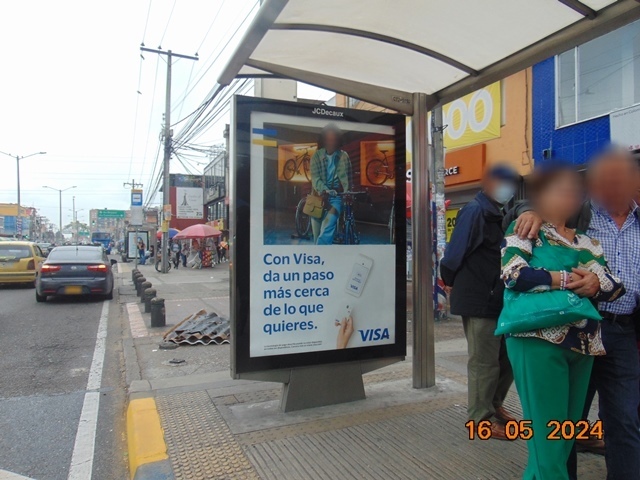 JCDecaux
Con Visa,
da un paso
más cerca
de lo que
quieres.
VISA
16 05 2024